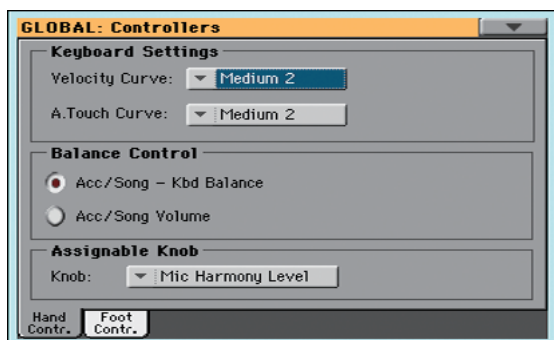 GLOBAL: Controllers
Keyboard Settings
Velocity Curve: Medium 2
A.Touch Curve: Medium 2
Balance Control
Acc/Song - Kbd Balance
Acc/Song Volume
Assignable Knob
Knob: Mic Harmony Level
Hand Contr.
Foot Contr.